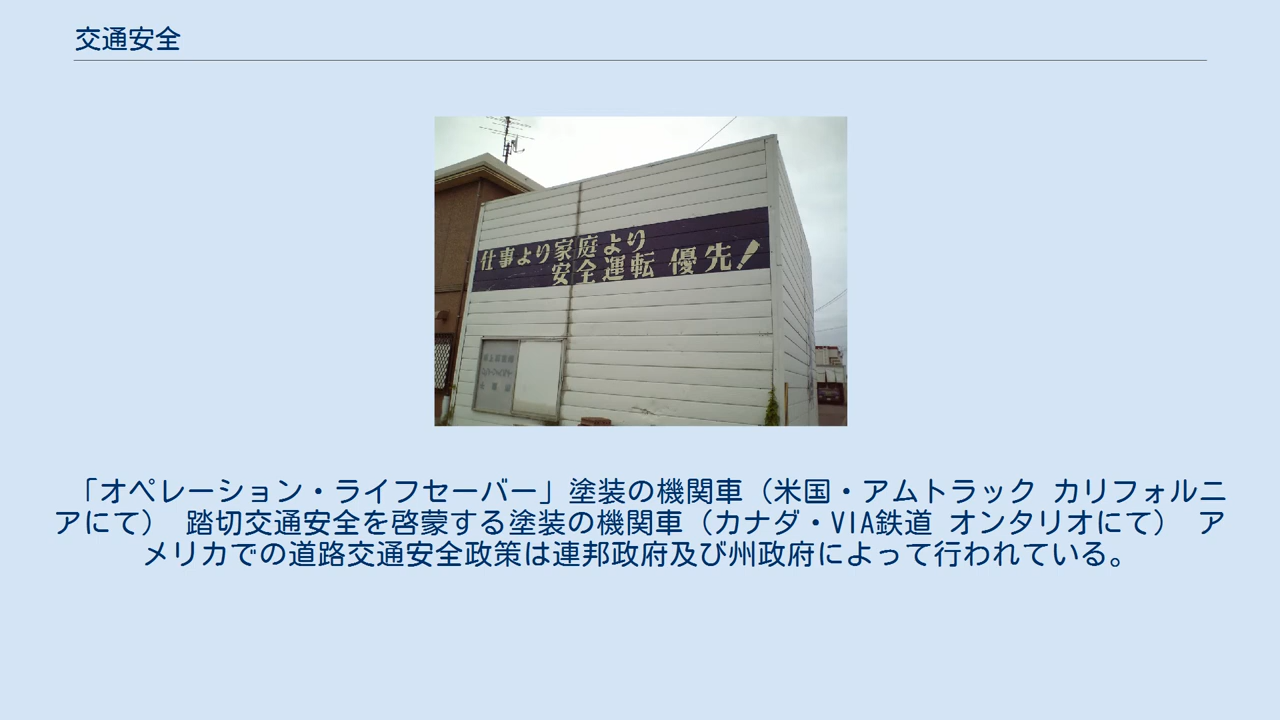 交通安全
仕事より家庭より
安全運転 優先!
「オペレーション・ライフセーバー」塗装の機関車（米国・アムトラック カリフォルニ
アにて） 踏切交通安全を啓蒙する塗装の機関車（カナダ・VIA鉄道 オンタリオにて） ア
メリカでの道路交通安全政策は連邦政府及び州政府によって行われている。